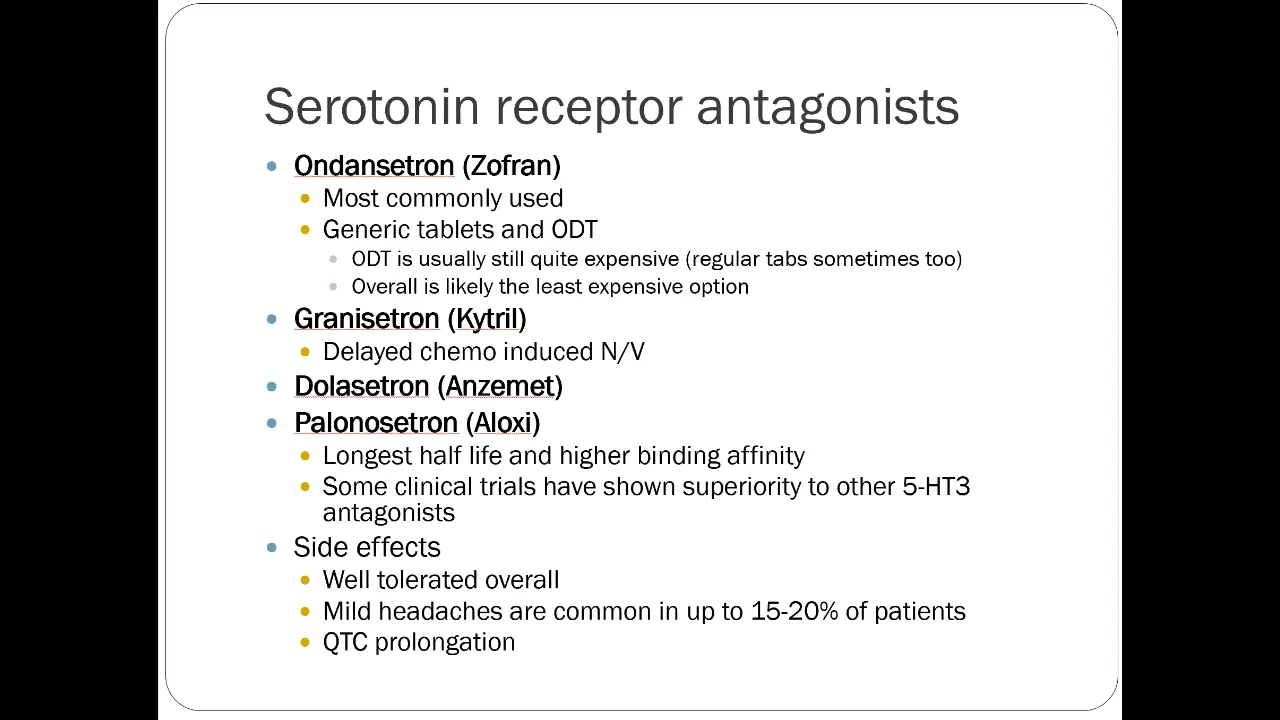 Serotonin receptor antagonists
Ondansetron (Zofran)
Most commonly used
Generic tablets and ODT
ODT is usually still quite expensive (regular tabs sometimes too)
Overall is likely the least expensive option
Granisetron (Kytril)
Delayed chemo induced N/V
Dolasetron (Anzemet)
Palonosetron (Aloxi)
Longest half life and higher binding affinity
Some clinical trials have shown superiority to other 5-HT3
antagonists
Side effects
Well tolerated overall
Mild headaches are common in up to 15-20% of patients
QTC prolongation